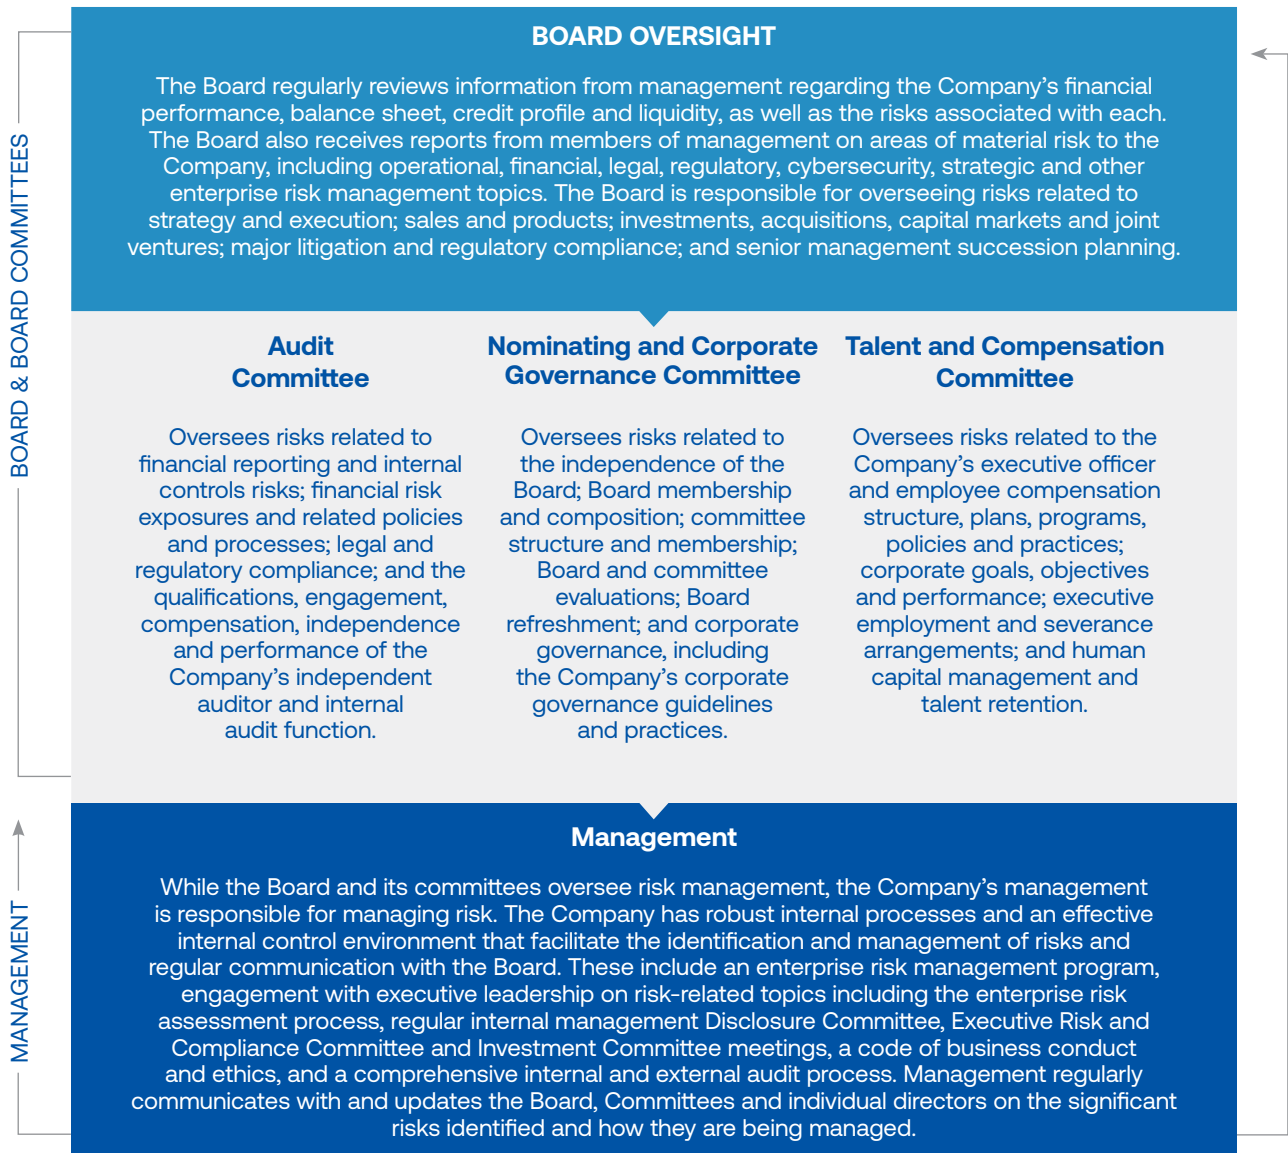 BOARD OVERSIGHT
The Board regularly reviews information from management regarding the Company’s financial
performance, balance sheet, credit profile and liquidity, as well as the risks associated with each.
The Board also receives reports from members of management on areas of material risk to the
Company, including operational, financial, legal, regulatory, cybersecurity, strategic and other
enterprise risk management topics. The Board is responsible for overseeing risks related to
strategy and execution; sales and products; investments, acquisitions, capital markets and joint
ventures; major litigation and regulatory compliance; and senior management succession planning.
BOARD & BOARD COMMITTEES
Audit
Committee
Oversees risks related to
financial reporting and internal
controls risks; financial risk
exposures and related policies
and processes; legal and
regulatory compliance; and the
qualifications, engagement,
compensation, independence
and performance of the
Company’s independent
auditor and internal
audit function.
Nominating and Corporate
Governance Committee
Oversees risks related to
the independence of the
Board; Board membership
and composition; committee
structure and membership;
Board and committee
evaluations; Board
refreshment; and corporate
governance, including
the Company’s corporate
governance guidelines
and practices.
Talent and Compensation
Committee
Oversees risks related to the
Company’s executive officer
and employee compensation
structure, plans, programs,
policies and practices;
corporate goals, objectives
and performance; executive
employment and severance
arrangements; and human
capital management and
talent retention.
MANAGEMENT
Management
While the Board and its committees oversee risk management, the Company’s management
is responsible for managing risk. The Company has robust internal processes and an effective
internal control environment that facilitate the identification and management of risks and
regular communication with the Board. These include an enterprise risk management program,
engagement with executive leadership on risk-related topics including the enterprise risk
assessment process, regular internal management Disclosure Committee, Executive Risk and
Compliance Committee and Investment Committee meetings, a code of business conduct
and ethics, and a comprehensive internal and external audit process. Management regularly
communicates with and updates the Board, Committees and individual directors on the significant
risks identified and how they are being managed.